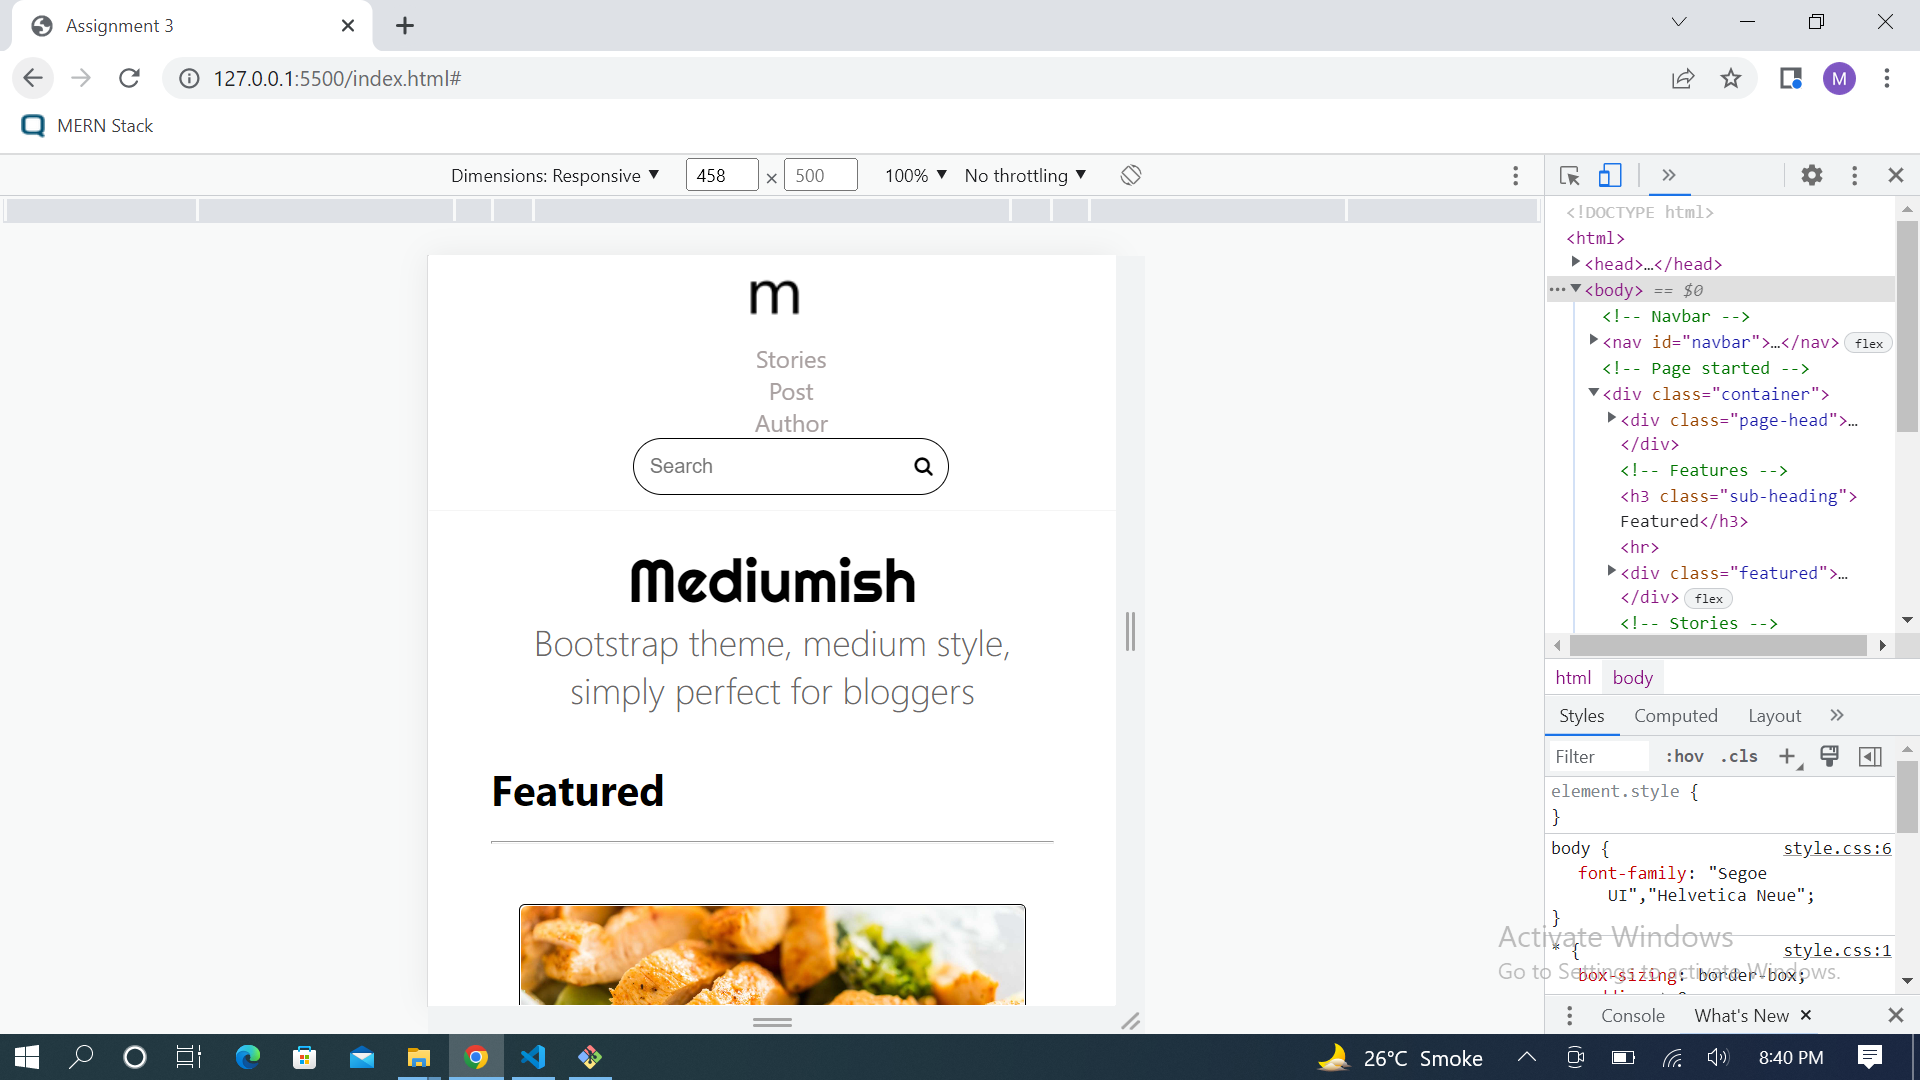 Assignment 3
127.0.0.1:5500/index.html#
M
MERN Stack
Dimensions: Responsive
458 × 500
100%
No throttling
m
Stories
Post
Author
Search
Mediumish
Bootstrap theme, medium style,
simply perfect for bloggers
Featured
<!DOCTYPE html>
<html>
<head>…</head>
<body> == $0
<!-- Navbar -->
<nav id="navbar">…</nav> flex
<!-- Page started -->
<div class="container">
<div class="page-head">…
</div>
<!-- Features -->
<h3 class="sub-heading">
Featured</h3>
<hr>
<div class="featured">…
</div> flex
<!-- Stories -->
html body
Styles Computed Layout
Filter :hov .cls
element.style {
}
body { style.css:6
font-family: "Segoe
UI","Helvetica Neue";
}
* { style.css:1
box-sizing: border-box;
Activate Windows
Go to Settings to activate Windows.
Console What's New
26°C Smoke
8:40 PM